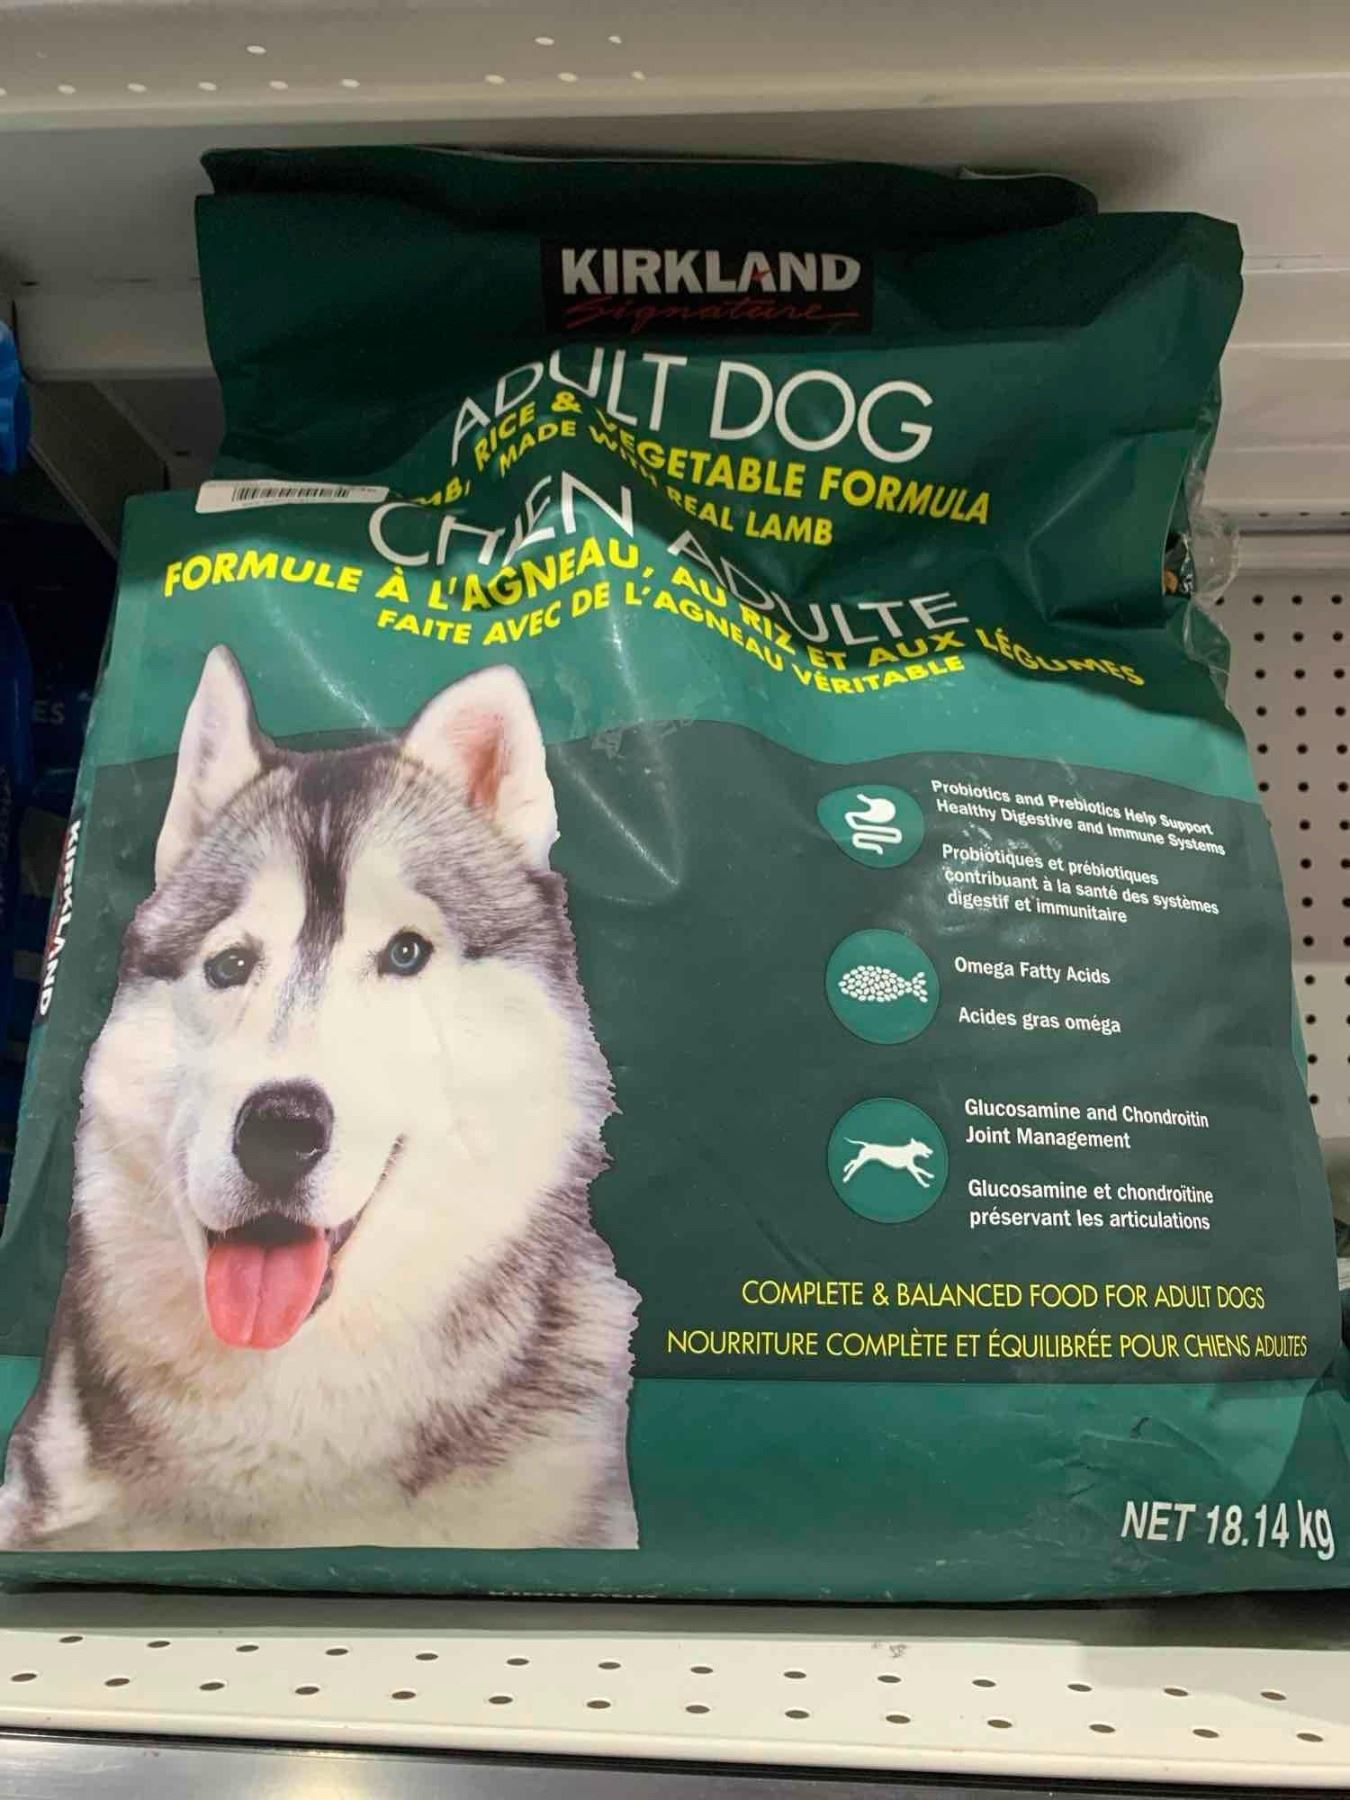 KIRKLAND
Signature
ADULT DOG
RICE & VEGETABLE FORMULA
MADE WITH REAL LAMB
CHIEN ADULTE
FORMULE À L'AGNEAU, AU RIZ ET AUX LÉGUMES
FAITE AVEC DE L'AGNEAU VÉRITABLE
Probiotics and Prebiotics Help Support
Healthy Digestive and Immune Systems
Probiotiques et prébiotiques
contribuant à la santé des systèmes
digestif et immunitaire
Omega Fatty Acids
Acides gras oméga
Glucosamine and Chondroitin
Joint Management
Glucosamine et chondroïtine
préservant les articulations
COMPLETE & BALANCED FOOD FOR ADULT DOGS
NOURRITURE COMPLÈTE ET ÉQUILIBRÉE POUR CHIENS ADULTES
NET 18.14 kg
KIRKLAND
ES